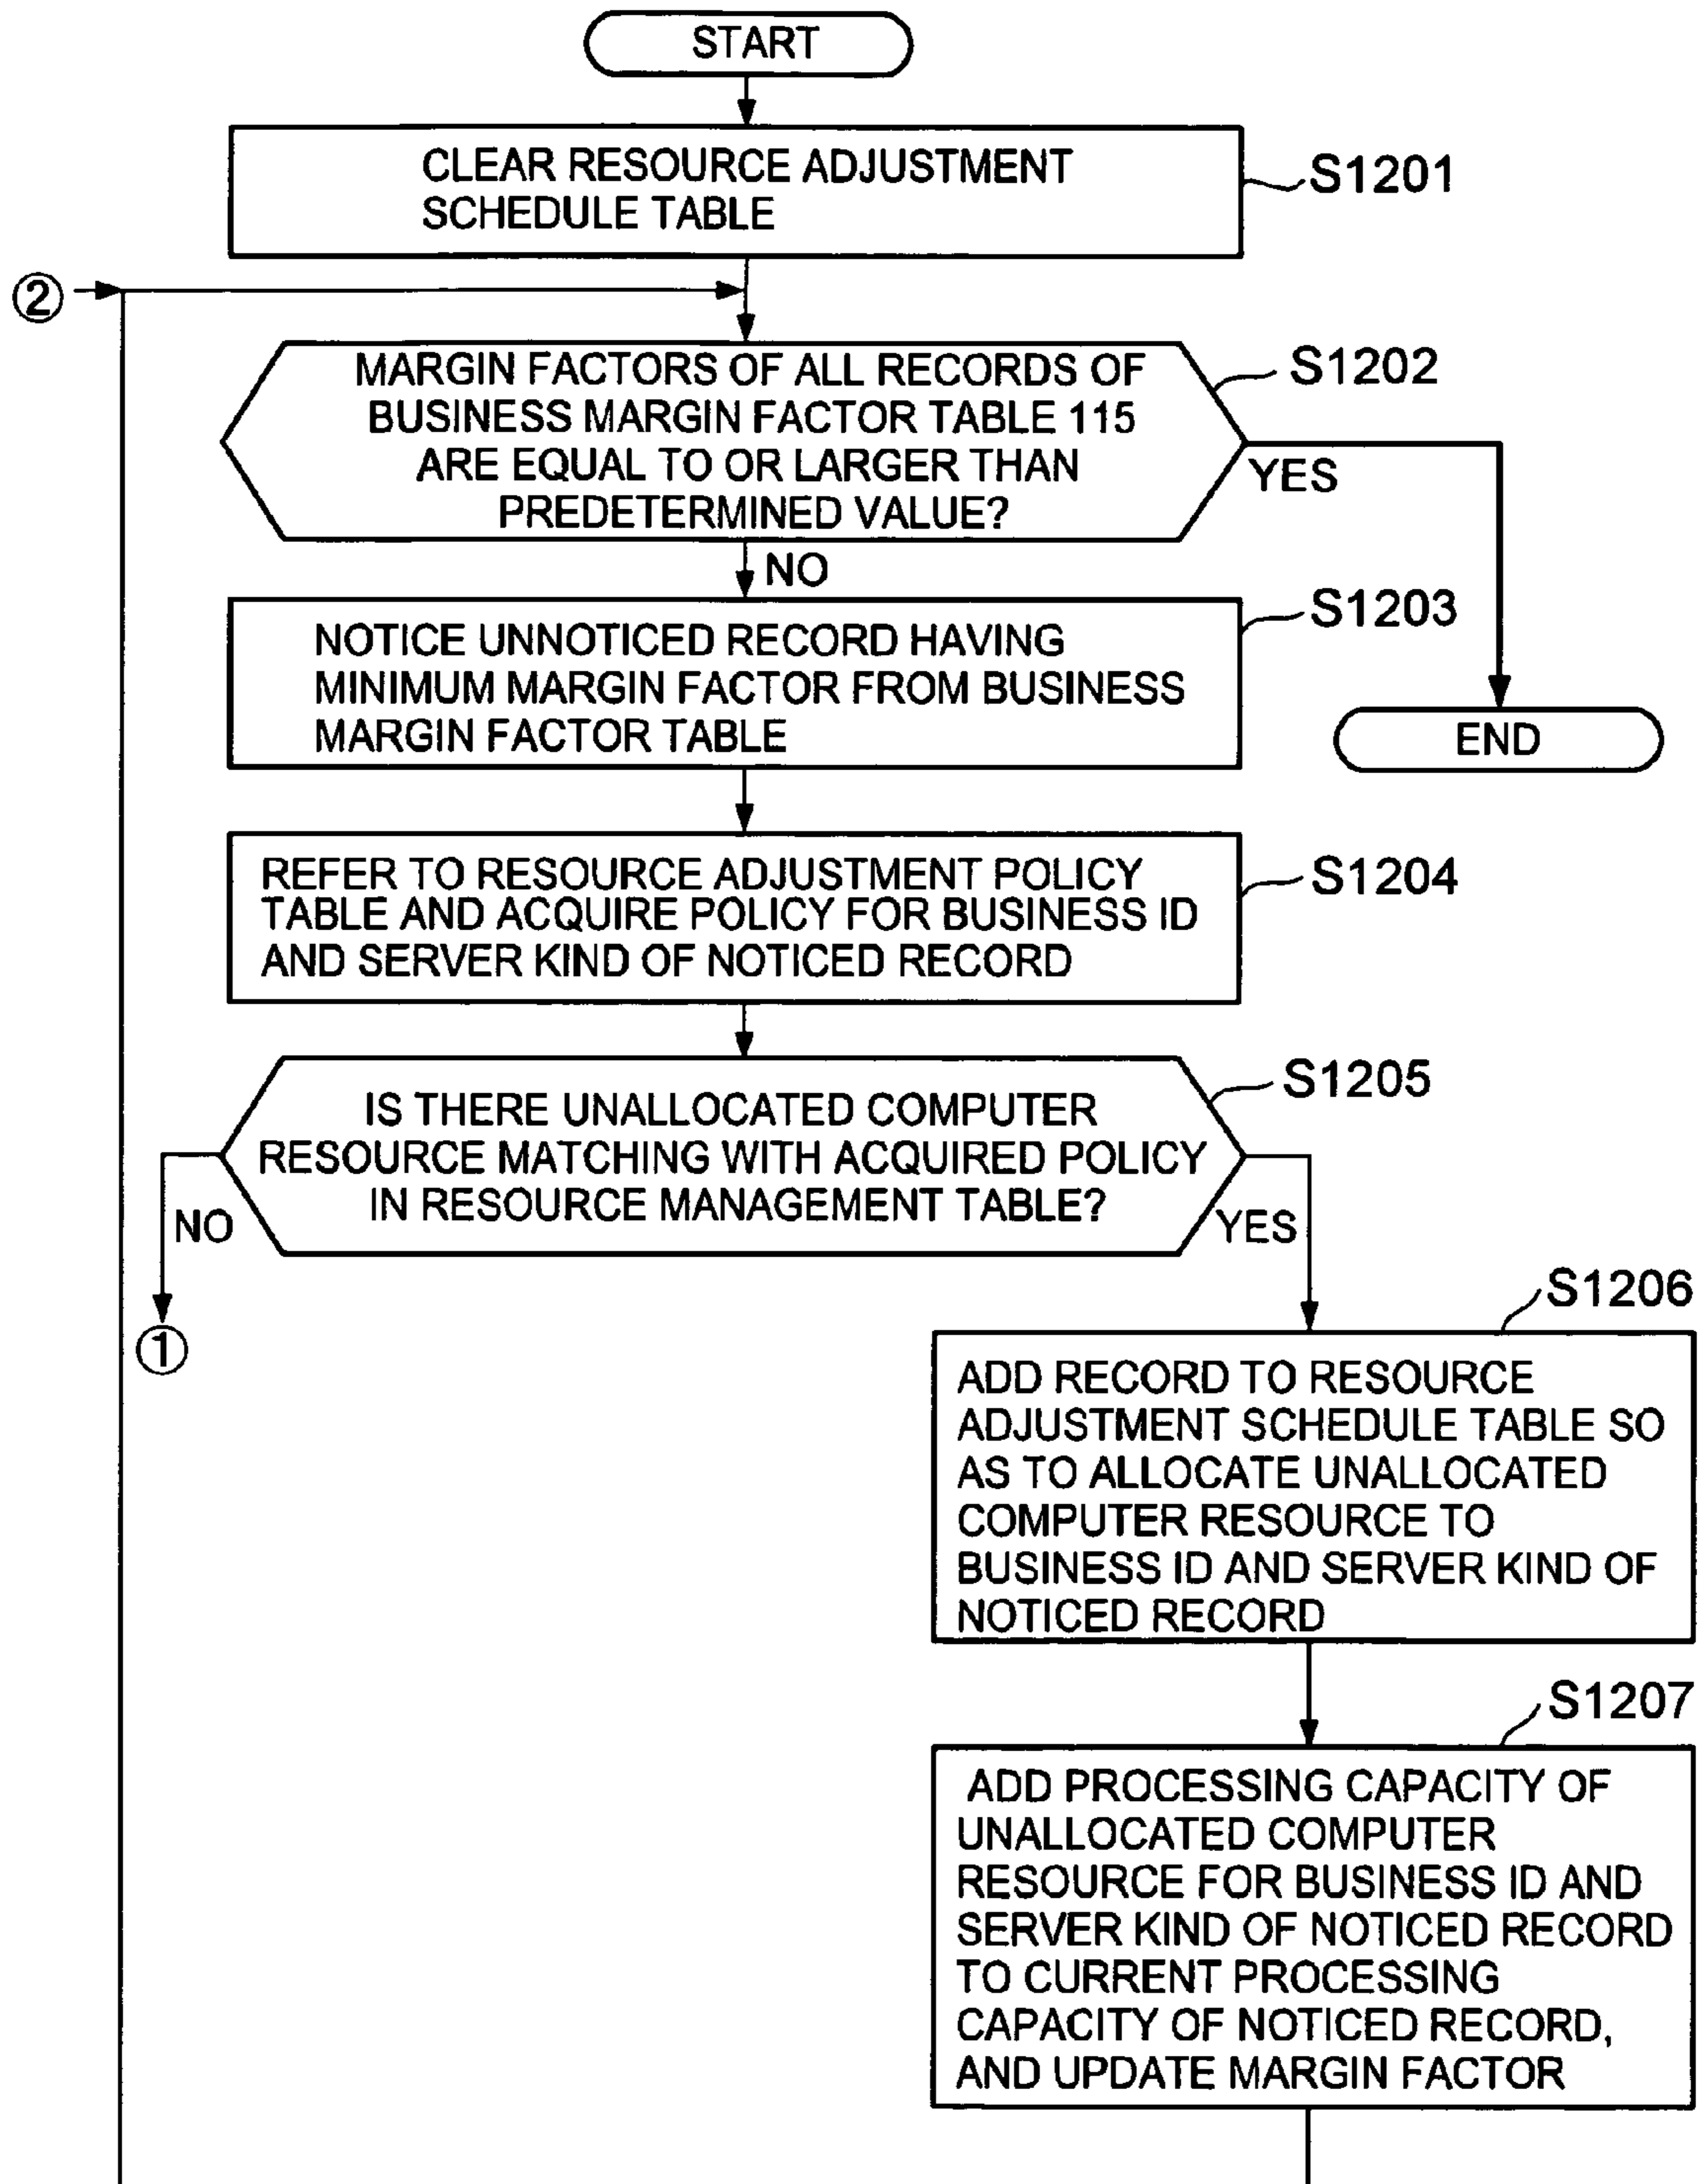 START
CLEAR RESOURCE ADJUSTMENT
SCHEDULE TABLE
S1201
②
MARGIN FACTORS OF ALL RECORDS OF
BUSINESS MARGIN FACTOR TABLE 115
ARE EQUAL TO OR LARGER THAN
PREDETERMINED VALUE?
S1202
YES
NO
NOTICE UNNOTICED RECORD HAVING
MINIMUM MARGIN FACTOR FROM BUSINESS
MARGIN FACTOR TABLE
S1203
END
REFER TO RESOURCE ADJUSTMENT POLICY
TABLE AND ACQUIRE POLICY FOR BUSINESS ID
AND SERVER KIND OF NOTICED RECORD
S1204
IS THERE UNALLOCATED COMPUTER
RESOURCE MATCHING WITH ACQUIRED POLICY
IN RESOURCE MANAGEMENT TABLE?
S1205
NO
YES
①
S1206
ADD RECORD TO RESOURCE
ADJUSTMENT SCHEDULE TABLE SO
AS TO ALLOCATE UNALLOCATED
COMPUTER RESOURCE TO
BUSINESS ID AND SERVER KIND OF
NOTICED RECORD
S1207
ADD PROCESSING CAPACITY OF
UNALLOCATED COMPUTER
RESOURCE FOR BUSINESS ID AND
SERVER KIND OF NOTICED RECORD
TO CURRENT PROCESSING
CAPACITY OF NOTICED RECORD,
AND UPDATE MARGIN FACTOR